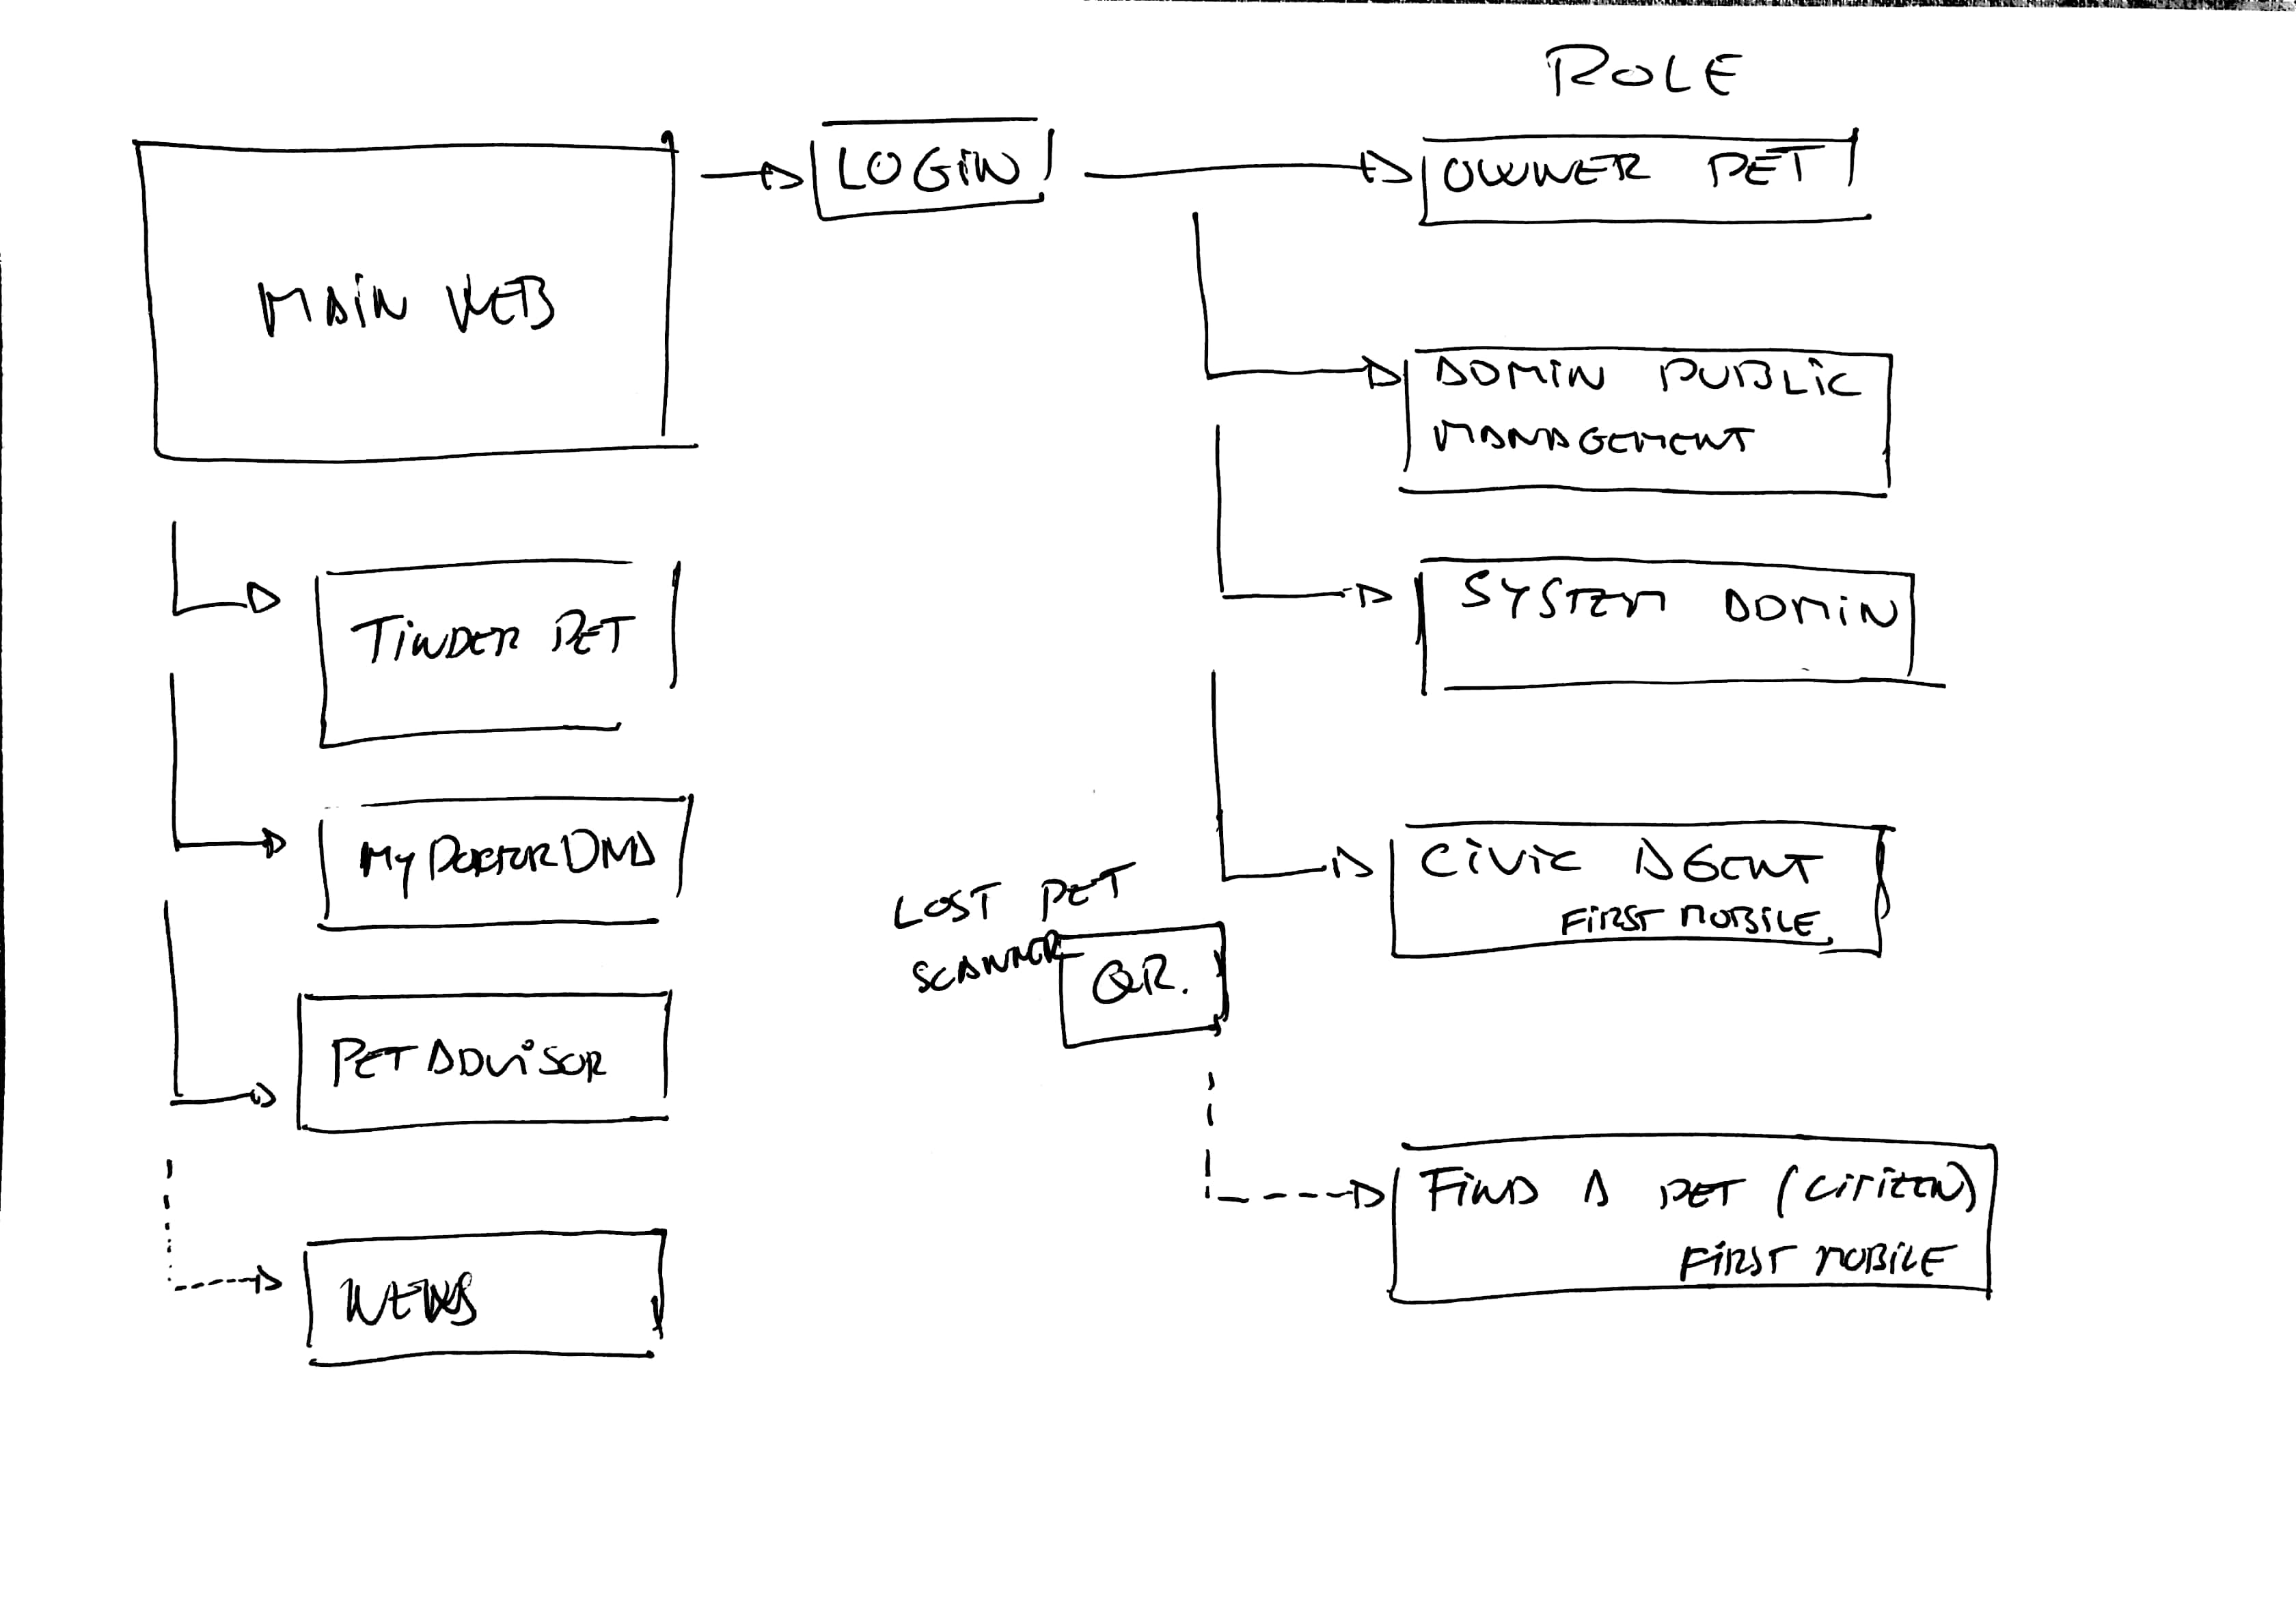 ROLE
LOGIN
OWNER PET
MAIN WEB
ADMIN PUBLIC
MANAGEMENT
SYSTEM ADMIN
TINDER PET
MY DOCTOR DNA
CIVIC AGENT
FIRST MOBILE
LOST PET
SCANNER
QR.
PET ADVISOR
FIND A PET (CITIZEN)
FIRST MOBILE
NEWS